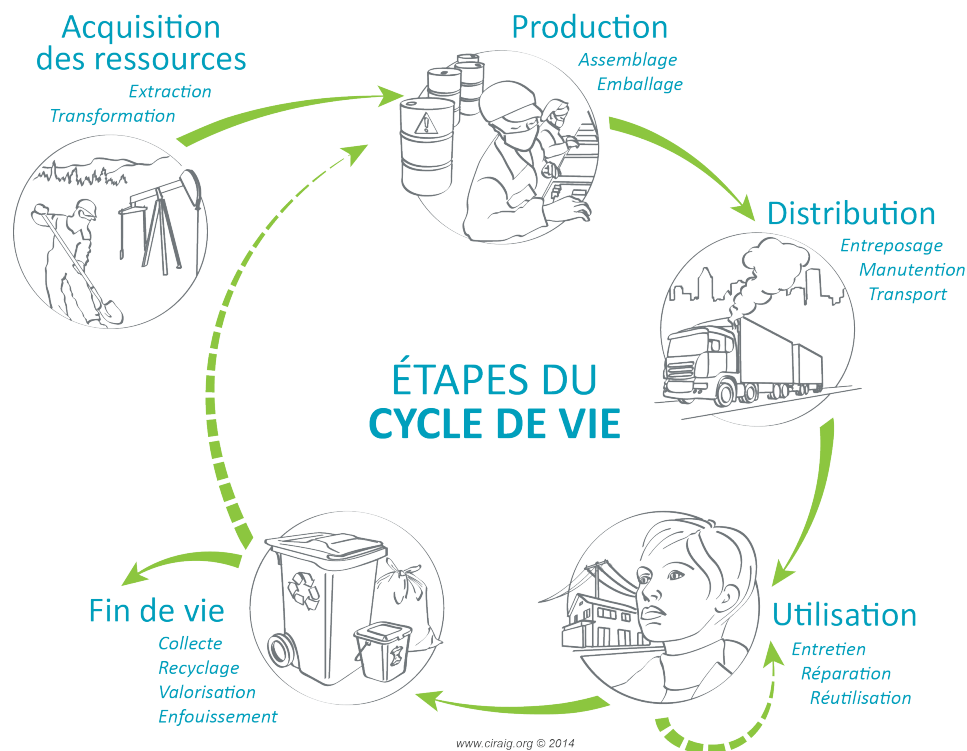 Acquisition
des ressources
Extraction
Transformation
Production
Assemblage
Emballage
Distribution
Entreposage
Manutention
Transport
ÉTAPES DU
CYCLE DE VIE
Utilisation
Entretien
Réparation
Réutilisation
Fin de vie
Collecte
Recyclage
Valorisation
Enfouissement
www.ciraig.org © 2014